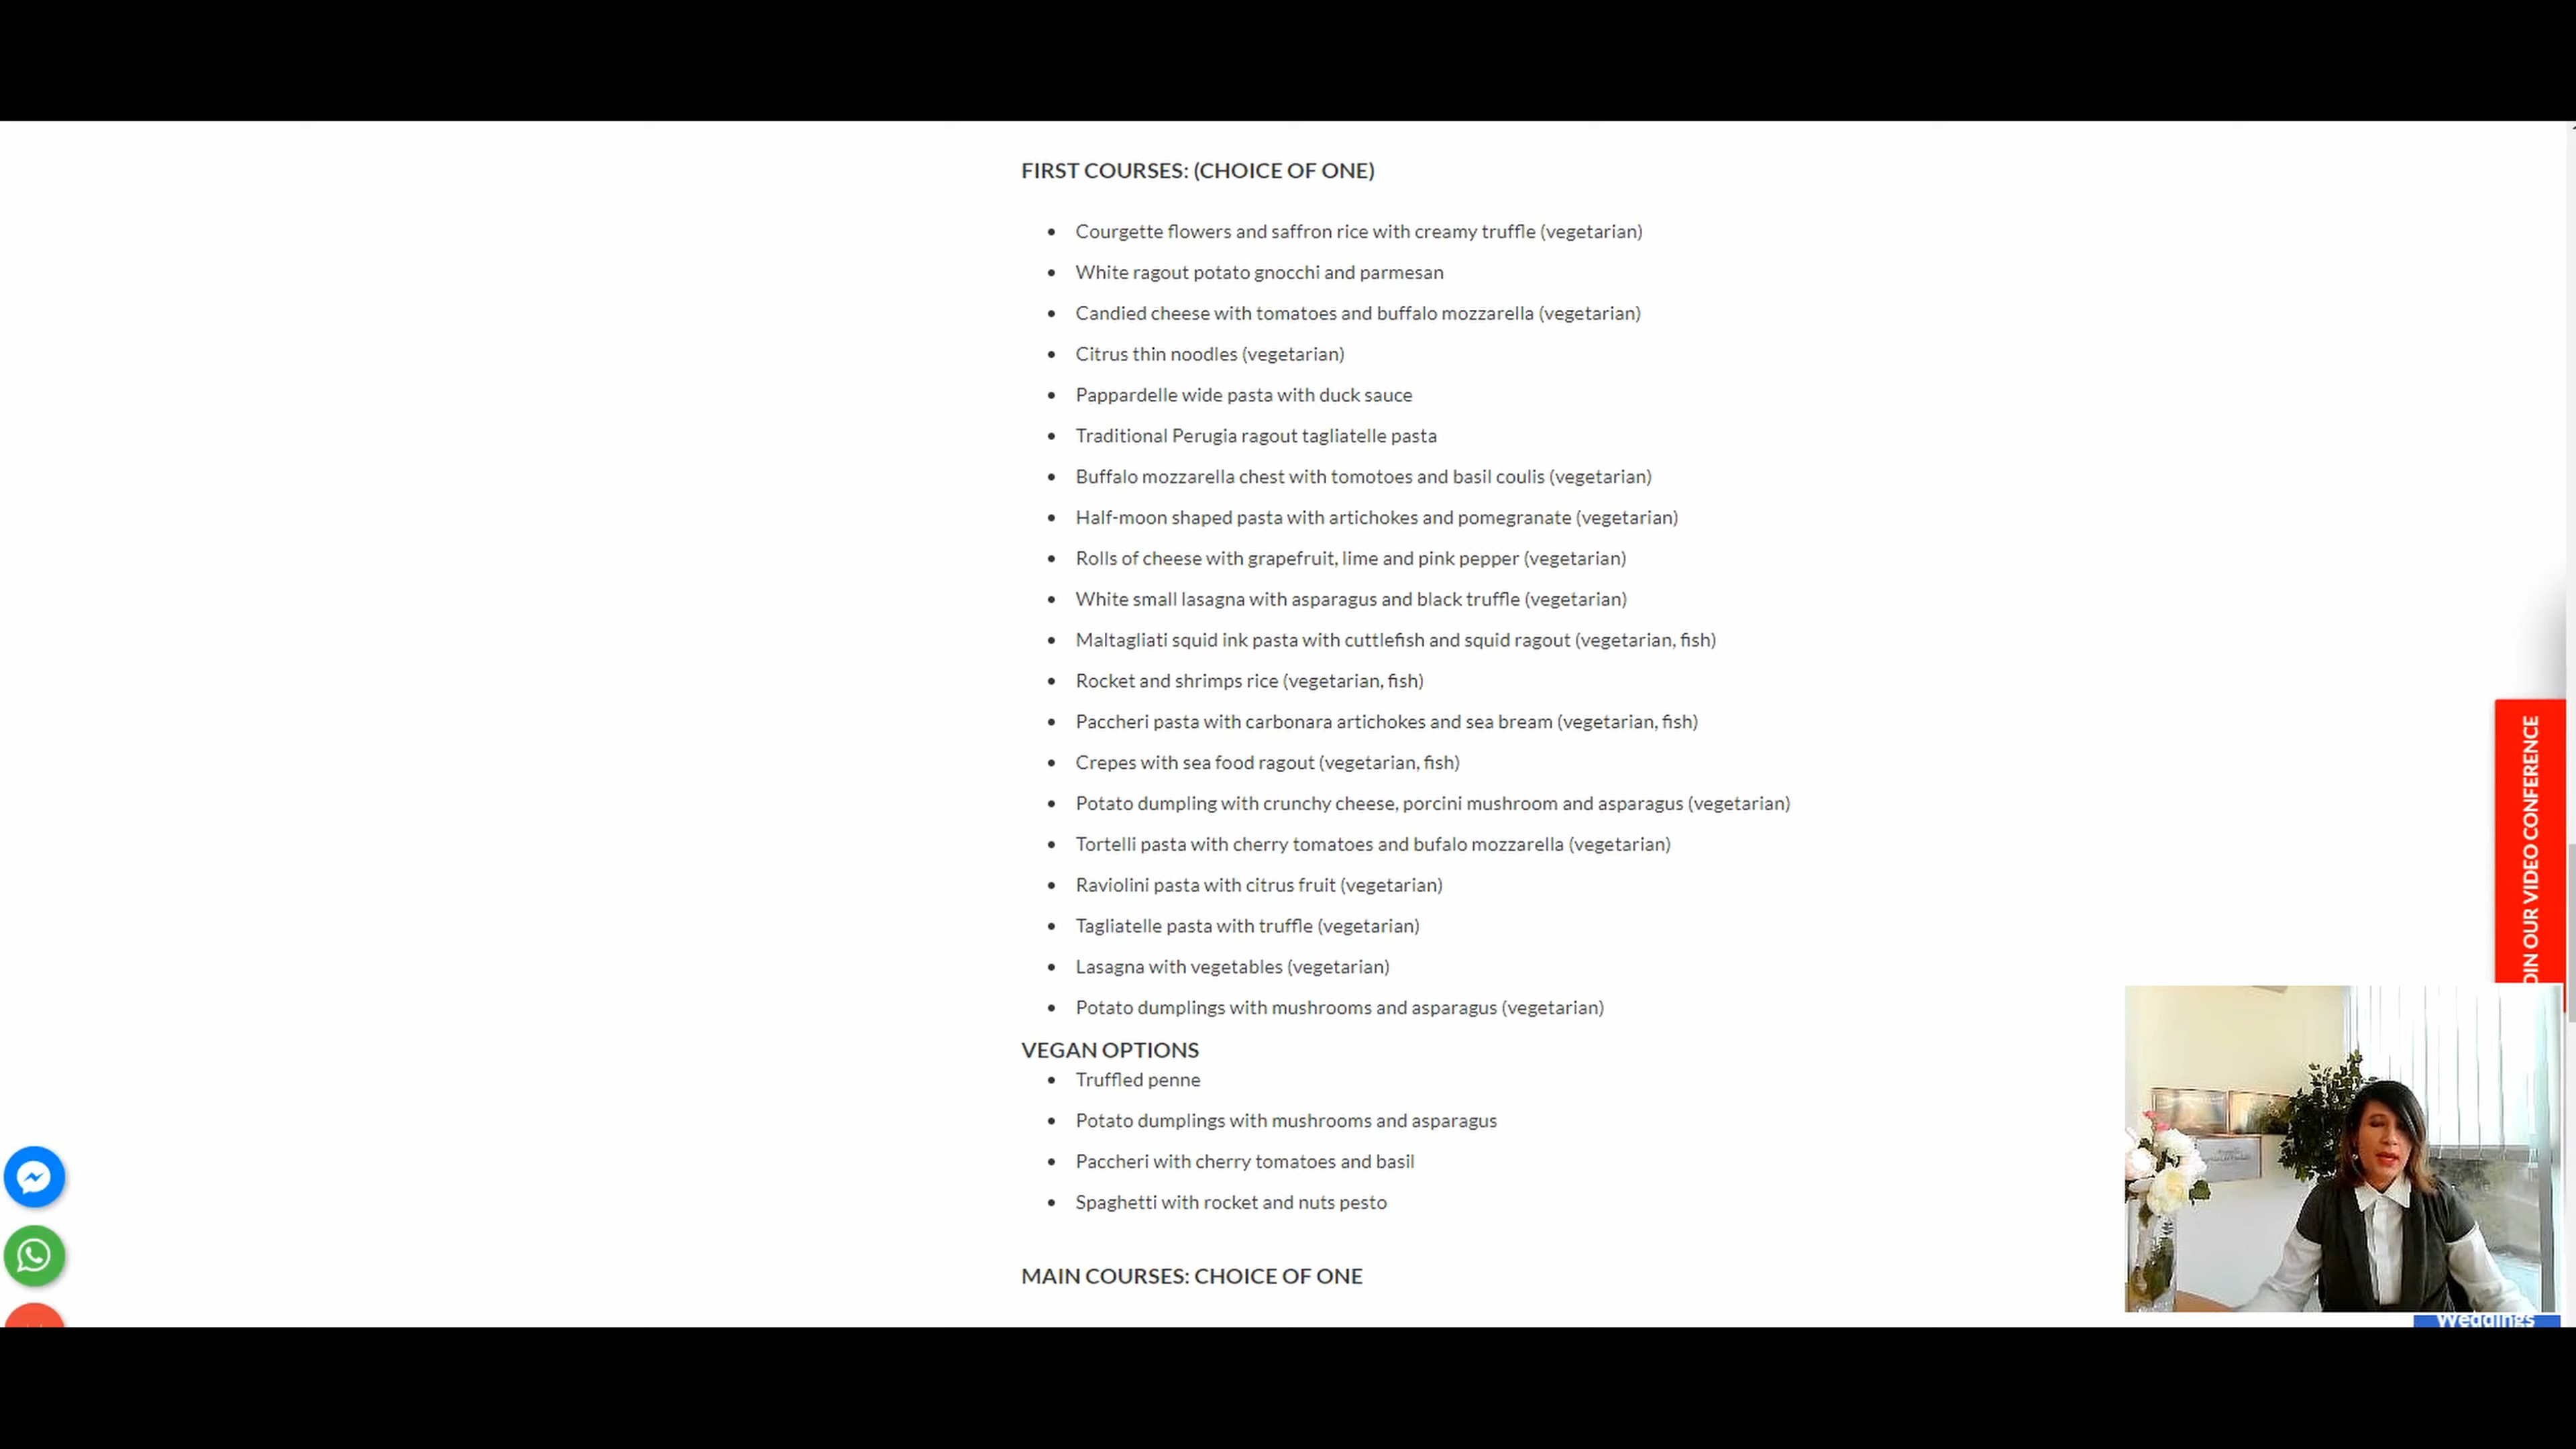 FIRST COURSES: (CHOICE OF ONE)
Courgette flowers and saffron rice with creamy truffle (vegetarian)
White ragout potato gnocchi and parmesan
Candied cheese with tomatoes and buffalo mozzarella (vegetarian)
Citrus thin noodles (vegetarian)
Pappardelle wide pasta with duck sauce
Traditional Perugia ragout tagliatelle pasta
Buffalo mozzarella chest with tomotoes and basil coulis (vegetarian)
Half-moon shaped pasta with artichokes and pomegranate (vegetarian)
Rolls of cheese with grapefruit, lime and pink pepper (vegetarian)
White small lasagna with asparagus and black truffle (vegetarian)
Maltagliati squid ink pasta with cuttlefish and squid ragout (vegetarian, fish)
Rocket and shrimps rice (vegetarian, fish)
Paccheri pasta with carbonara artichokes and sea bream (vegetarian, fish)
Crepes with sea food ragout (vegetarian, fish)
Potato dumpling with crunchy cheese, porcini mushroom and asparagus (vegetarian)
Tortelli pasta with cherry tomatoes and bufalo mozzarella (vegetarian)
Raviolini pasta with citrus fruit (vegetarian)
Tagliatelle pasta with truffle (vegetarian)
Lasagna with vegetables (vegetarian)
Potato dumplings with mushrooms and asparagus (vegetarian)
VEGAN OPTIONS
Truffled penne
Potato dumplings with mushrooms and asparagus
Paccheri with cherry tomatoes and basil
Spaghetti with rocket and nuts pesto
MAIN COURSES: CHOICE OF ONE
OIN OUR VIDEO CONFERENCE
Weddings